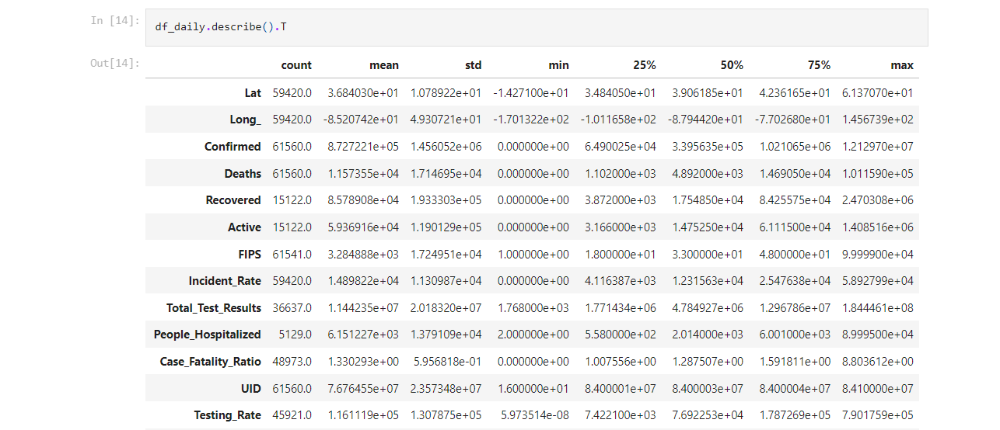 In [14]: df_daily.describe().T
Out[14]:
count mean std min 25% 50% 75% max
Lat 59420.0 3.684030e+01 1.078922e+01 -1.427100e+01 3.484050e+01 3.906185e+01 4.236165e+01 6.137070e+01
Long_ 59420.0 -8.520742e+01 4.930721e+01 -1.701322e+02 -1.011658e+02 -8.794420e+01 -7.702680e+01 1.456739e+02
Confirmed 61560.0 8.727221e+05 1.456052e+06 0.000000e+00 6.490025e+04 3.395635e+05 1.021065e+06 1.212970e+07
Deaths 61560.0 1.157355e+04 1.714695e+04 0.000000e+00 1.102000e+03 4.892000e+03 1.469050e+04 1.011590e+05
Recovered 15122.0 8.578908e+04 1.933303e+05 0.000000e+00 3.872000e+03 1.754850e+04 8.425575e+04 2.470308e+06
Active 15122.0 5.936916e+04 1.190129e+05 0.000000e+00 3.166000e+03 1.475250e+04 6.111500e+04 1.408516e+06
FIPS 61541.0 3.284888e+03 1.724951e+04 1.000000e+00 1.800000e+01 3.300000e+01 4.800000e+01 9.999900e+04
Incident_Rate 59420.0 1.489822e+04 1.130987e+04 0.000000e+00 4.116387e+03 1.231563e+04 2.547638e+04 5.892799e+04
Total_Test_Results 36637.0 1.144235e+07 2.018320e+07 1.768000e+03 1.771434e+06 4.784927e+06 1.296786e+07 1.844461e+08
People_Hospitalized 5129.0 6.151227e+03 1.379109e+04 2.000000e+00 5.580000e+02 2.014000e+03 6.001000e+03 8.999500e+04
Case_Fatality_Ratio 48973.0 1.330293e+00 5.956818e-01 0.000000e+00 1.007556e+00 1.287507e+00 1.591811e+00 8.803612e+00
UID 61560.0 7.676455e+07 2.357348e+07 1.600000e+01 8.400001e+07 8.400003e+07 8.400004e+07 8.410000e+07
Testing_Rate 45921.0 1.161119e+05 1.307875e+05 5.973514e-08 7.422100e+03 7.692253e+04 1.787265e+05 7.901759e+05